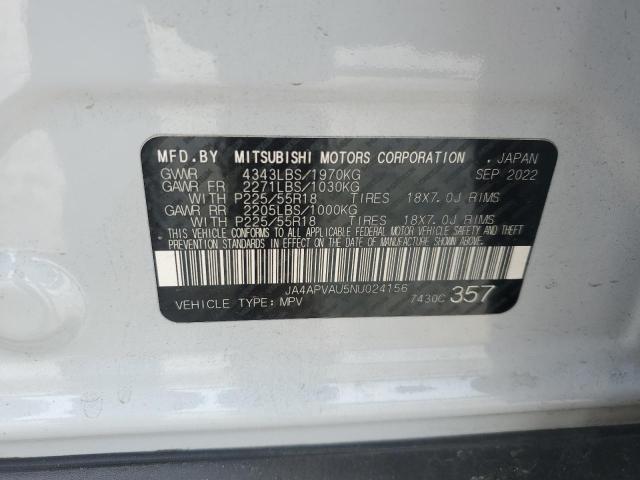 MFD.BY MITSUBISHI MOTORS CORPORATION . JAPAN
GVWR 4343LBS/1970KG SEP 2022
GAWR FR 2271LBS/1030KG
WITH P225/55R18 TIRES 18X7.0J RIMS
GAWR RR 2205LBS/1000KG
WITH P225/55R18 TIRES 18X7.0J RIMS
THIS VEHICLE CONFORMS TO ALL APPLICABLE FEDERAL MOTOR VEHICLE SAFETY AND THEFT
PREVENTION STANDARDS IN EFFECT ON THE DATE OF MANUFACTURE SHOWN ABOVE.
JA4APVAU5NU024156
VEHICLE TYPE:MPV 7430C 357